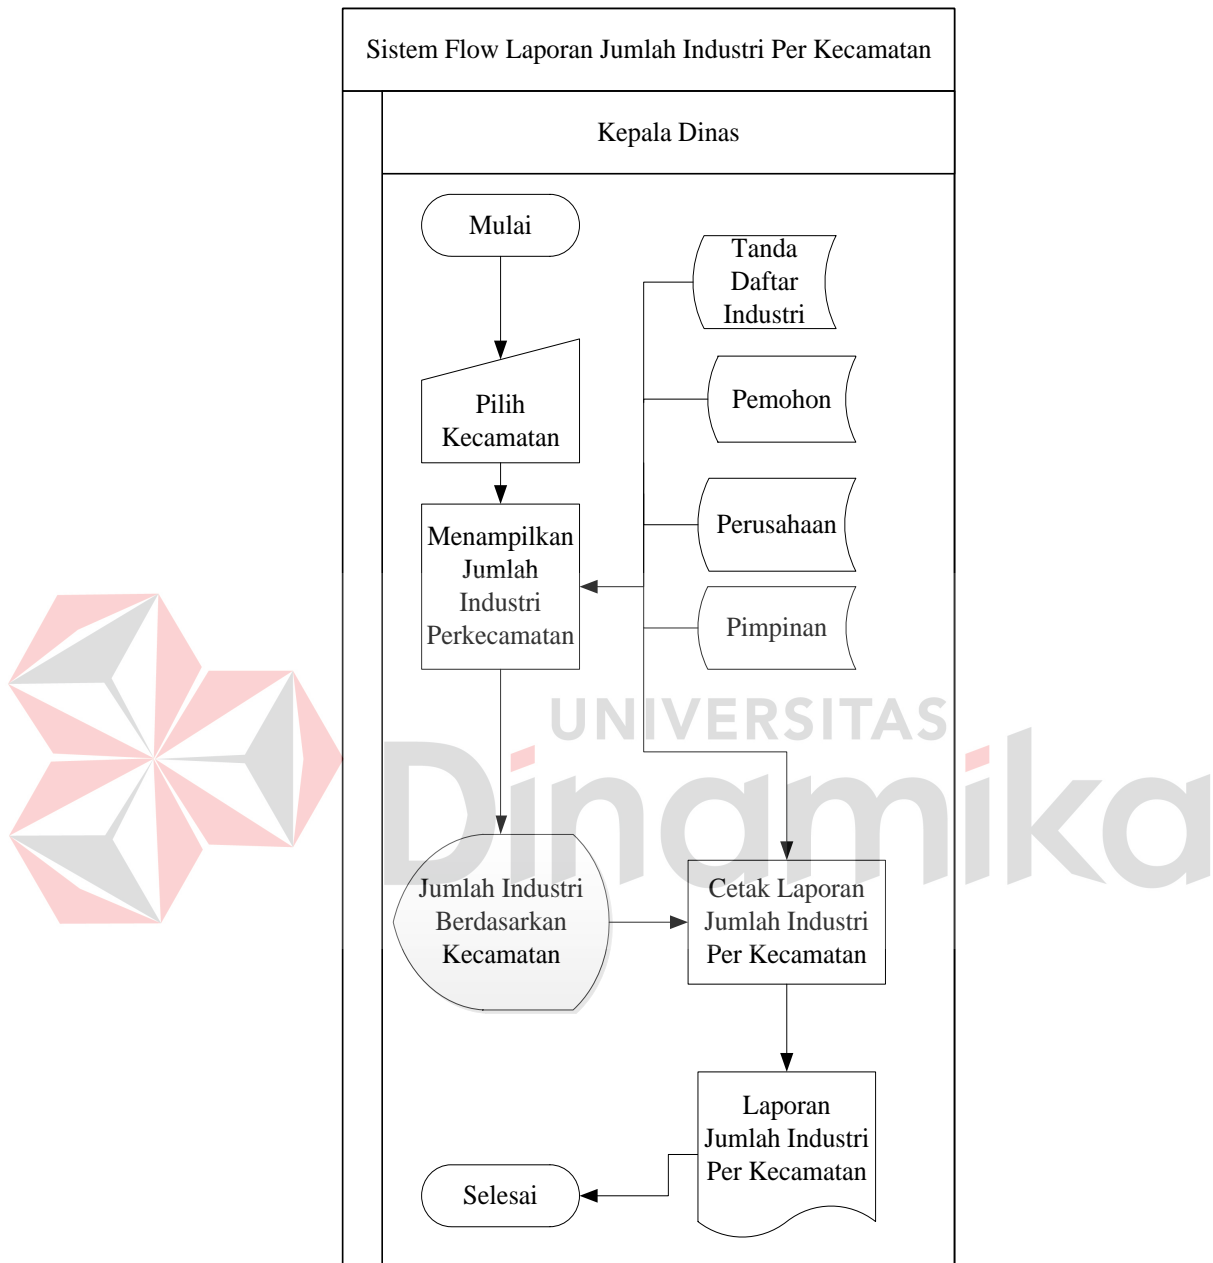 Sistem Flow Laporan Jumlah Industri Per Kecamatan
Kepala Dinas
Mulai
Tanda
Daftar
Industri
Pilih
Kecamatan
Pemohon
Menampilkan
Jumlah
Industri
Perkecamatan
Perusahaan
Pimpinan
UNIVERSITAS
Dinamika
Jumlah Industri
Berdasarkan
Kecamatan
Cetak Laporan
Jumlah Industri
Per Kecamatan
Laporan
Jumlah Industri
Per Kecamatan
Selesai